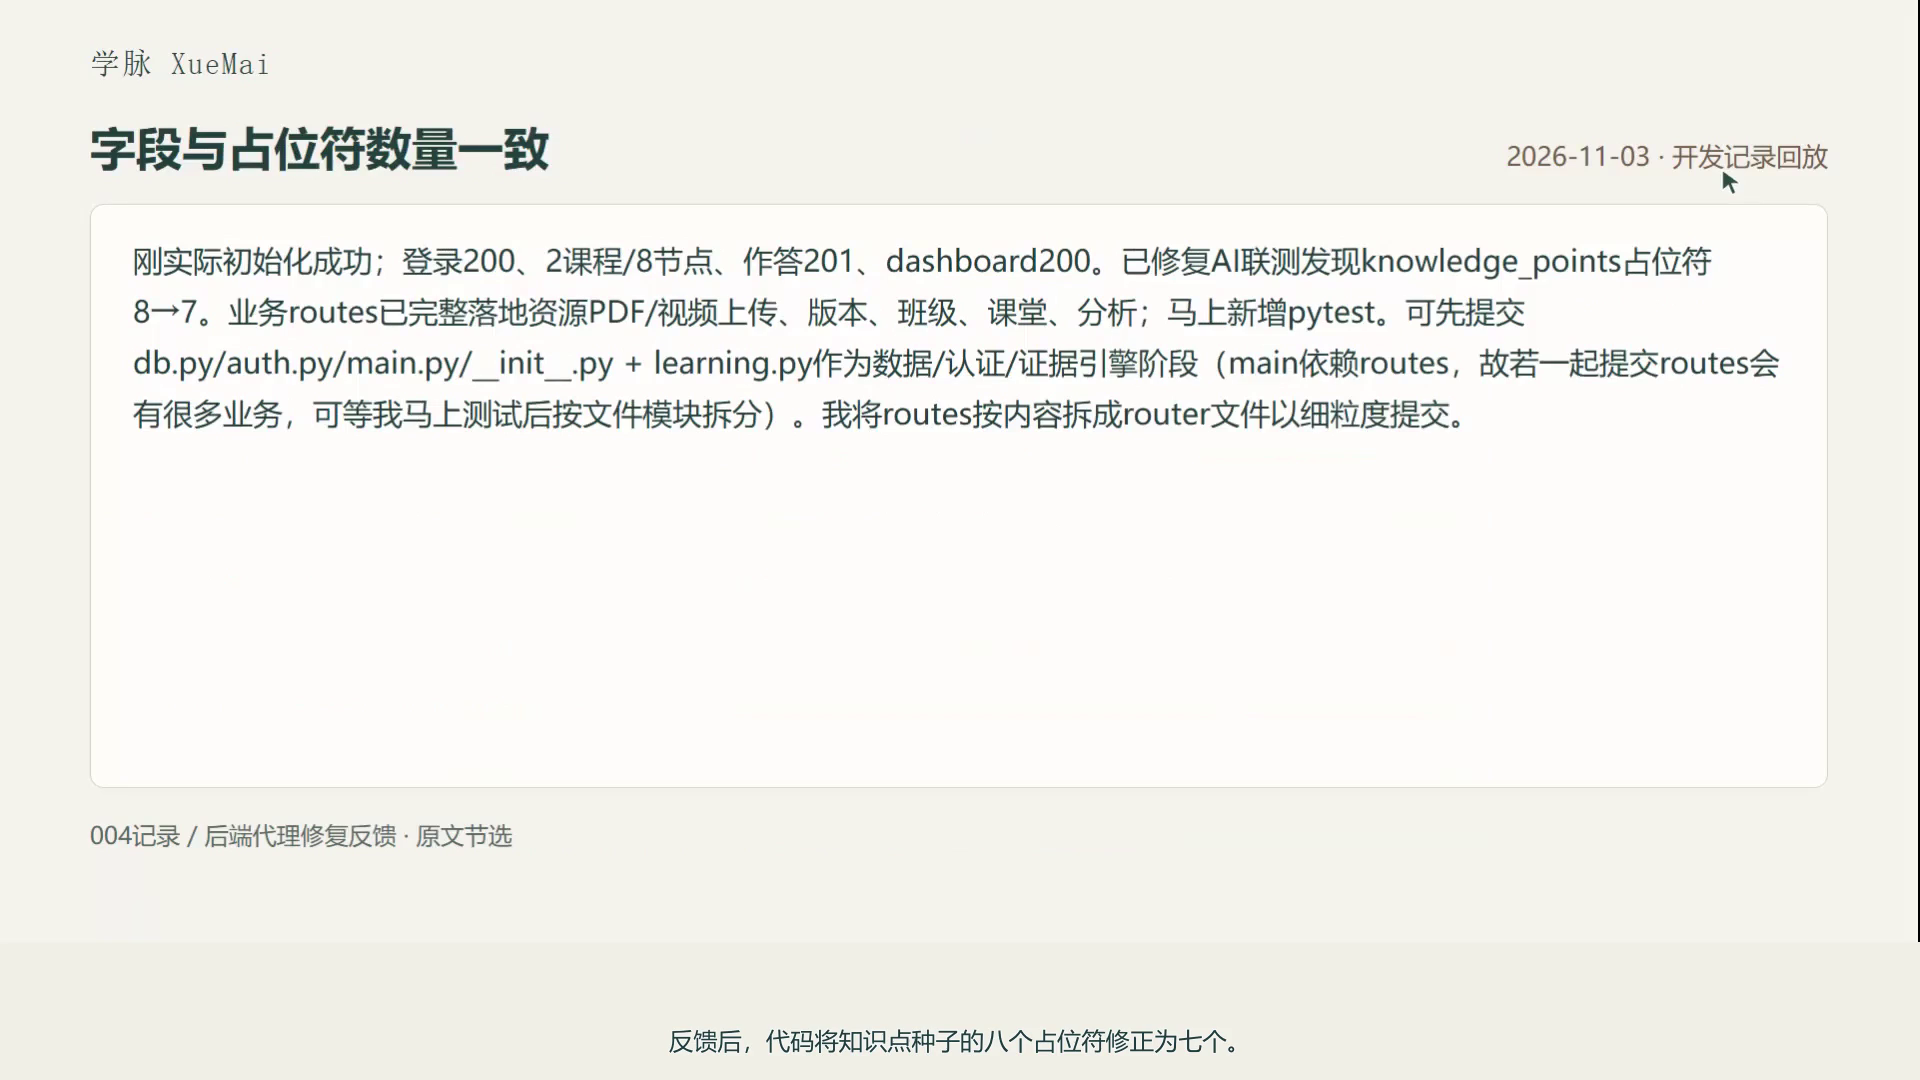 学脉 XueMai
字段与占位符数量一致
2026-11-03 · 开发记录回放
刚实际初始化成功；登录200、2课程/8节点、作答201、dashboard200。已修复AI联测发现knowledge_points占位符
8→7。业务routes已完整落地资源PDF/视频上传、版本、班级、课堂、分析；马上新增pytest。可先提交
db.py/auth.py/main.py/__init__.py + learning.py作为数据/认证/证据引擎阶段（main依赖routes，故若一起提交routes会
有很多业务，可等我马上测试后按文件模块拆分）。我将routes按内容拆成router文件以细粒度提交。
004记录 / 后端代理修复反馈 · 原文节选
反馈后，代码将知识点种子的八个占位符修正为七个。